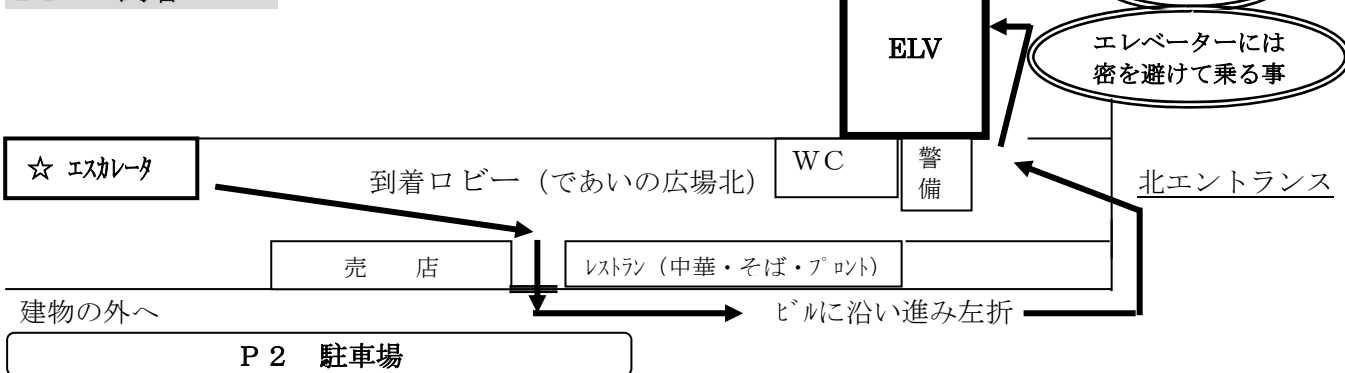 ELV
エレベーターには
密を避けて乗る事
☆ エスカレータ
到着ロビー（であいの広場北）
ＷＣ
警
備
北エントランス
売　店
レストラン（中華・そば・プロント）
建物の外へ
ビルに沿い進み左折
Ｐ２　駐車場